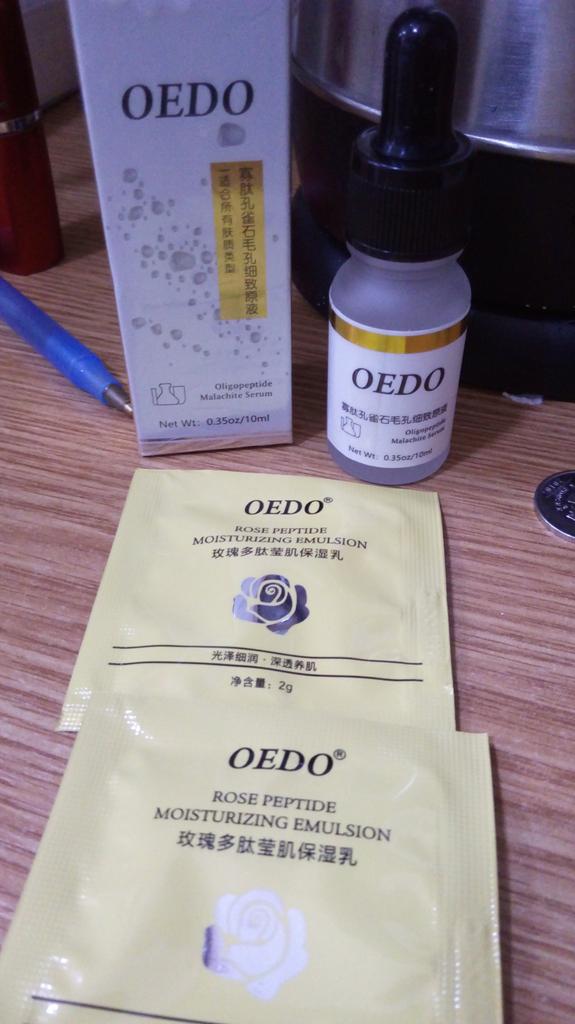 OEDO
寡肽孔雀石毛孔细致原液
—适合所有肤质类型
Oligopeptide
Malachite Serum
Net Wt: 0.35oz/10ml
OEDO
寡肽孔雀石毛孔细致原液
Oligopeptide
Malachite Serum
Net Wt: 0.35oz/10ml
OEDO®
ROSE PEPTIDE
MOISTURIZING EMULSION
玫瑰多肽莹肌保湿乳
光泽细润·深透养肌
净含量：2g
OEDO®
ROSE PEPTIDE
MOISTURIZING EMULSION
玫瑰多肽莹肌保湿乳